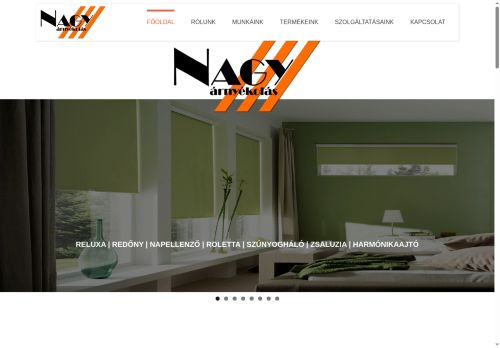 NAGY
árnyékolás
FŐOLDAL RÓLUNK MUNKÁINK TERMÉKEINK SZOLGÁLTATÁSAINK KAPCSOLAT
NAGY
árnyékolás
RELUXA | REDŐNY | NAPELLENZŐ | ROLETTA | SZÚNYOGHÁLÓ | ZSALUZIA | HARMÓNIKAAJTÓ